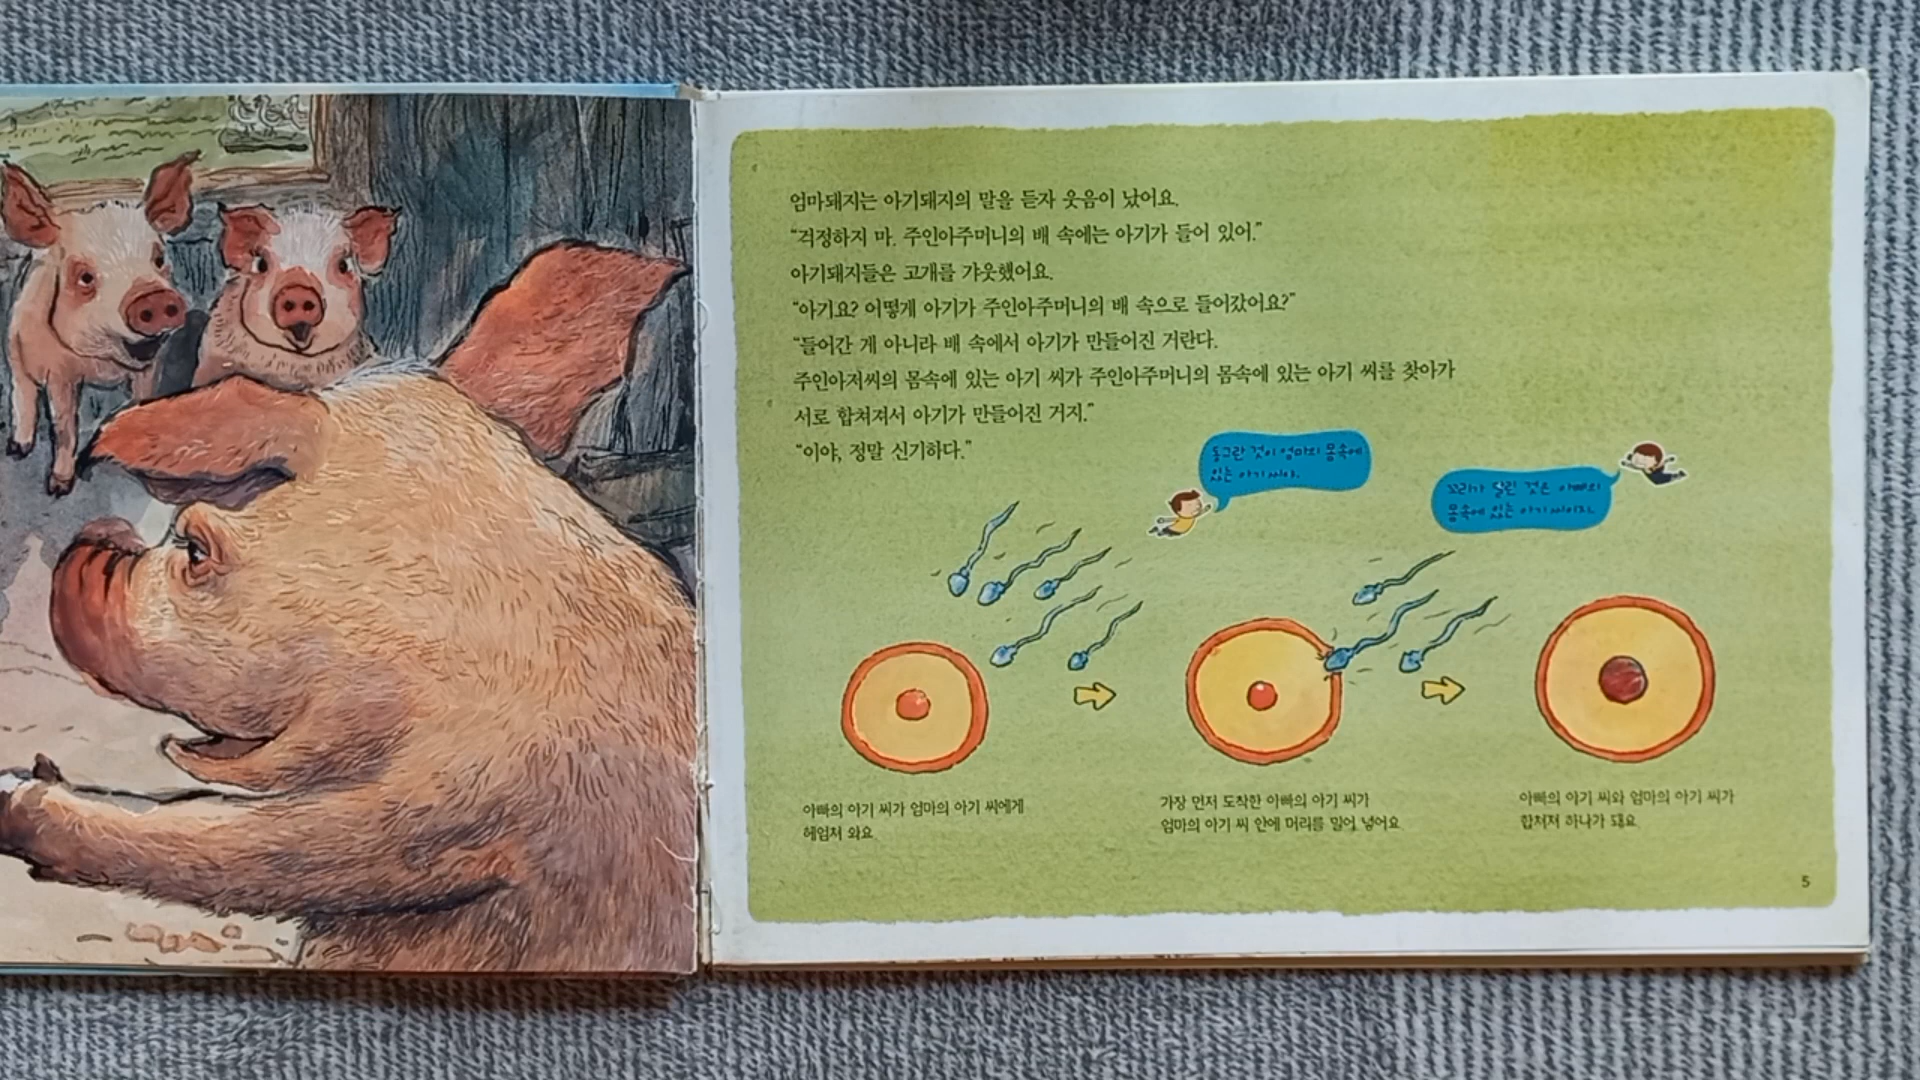 엄마돼지는 아기돼지의 말을 듣자 웃음이 났어요.
“걱정하지 마. 주인아주머니의 배 속에는 아기가 들어 있어.”
아기돼지들은 고개를 갸웃했어요.
“아기요? 어떻게 아기가 주인아주머니의 배 속으로 들어갔어요?”
“들어간 게 아니라 배 속에서 아기가 만들어진 거란다.
주인아저씨의 몸속에 있는 아기 씨가 주인아주머니의 몸속에 있는 아기 씨를 찾아가
서로 합쳐져서 아기가 만들어진 거지.”
“이야, 정말 신기하다.”
동그란 것이 엄마의 몸속에
있는 아기 씨야.
꼬리가 달린 것은 아빠의
몸속에 있는 아기 씨이지.
아빠의 아기 씨가 엄마의 아기 씨에게
헤엄쳐 와요.
가장 먼저 도착한 아빠의 아기 씨가
엄마의 아기 씨 안에 머리를 밀어 넣어요.
아빠의 아기 씨와 엄마의 아기 씨가
합쳐져 하나가 돼요.
5